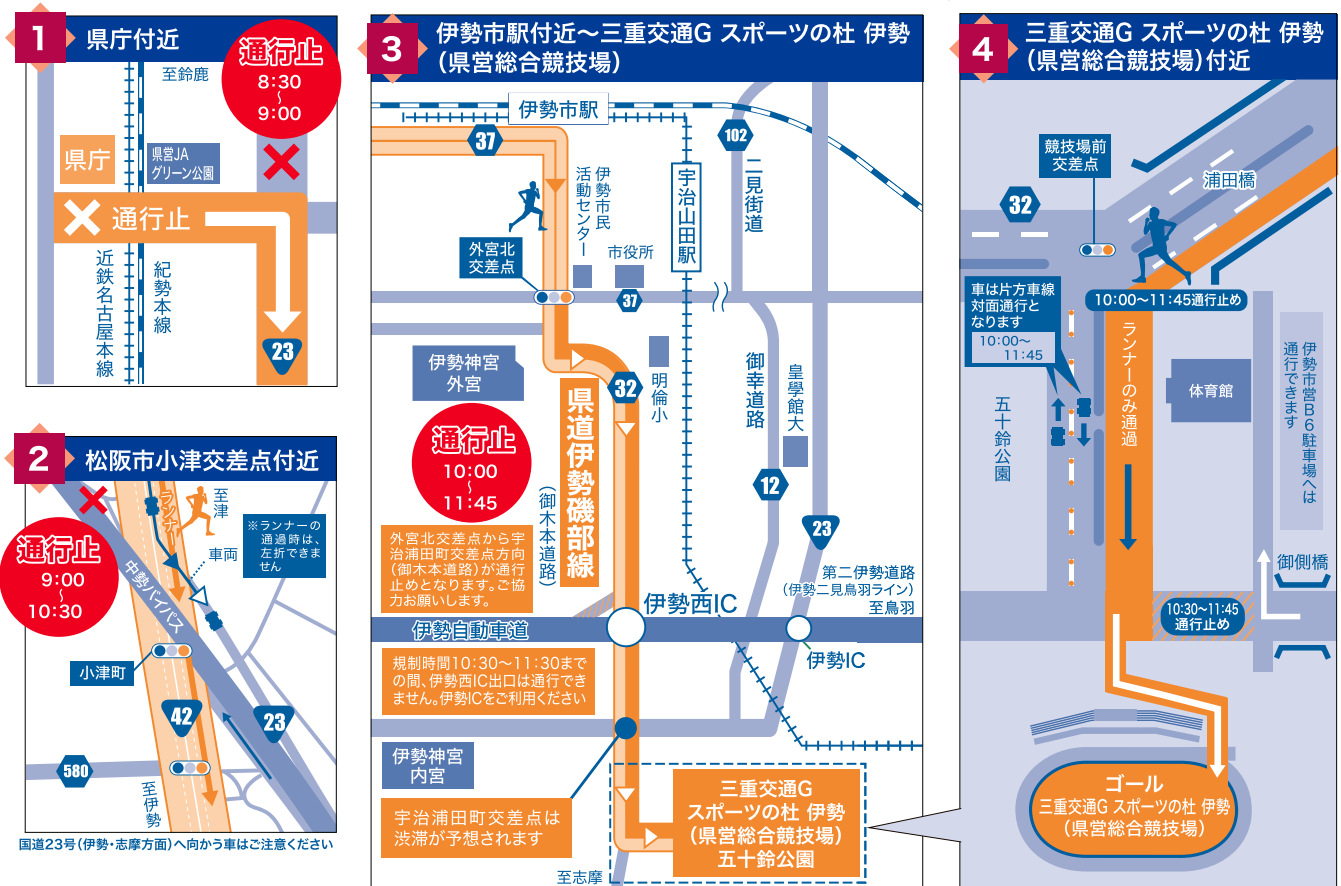 1 県庁付近
通行止
8:30
〜
9:00
至鈴鹿
県庁
県営JA
グリーン公園
通行止
近鉄名古屋本線
紀勢本線
23
2 松阪市小津交差点付近
通行止
9:00
〜
10:30
ランナー
至津
※ランナーの
通過時は、
左折できま
せん
車両
中勢バイパス
小津町
42
23
580
至伊勢
国道23号(伊勢・志摩方面)へ向かう車はご注意ください
3 伊勢市駅付近〜三重交通G スポーツの杜 伊勢
(県営総合競技場)
伊勢市駅
37
102
伊勢市民
活動センター
宇治山田駅
二見街道
外宮北
交差点
市役所
37
伊勢神宮
外宮
32
明倫小
御幸道路
皇學館大
通行止
10:00
〜
11:45
県道伊勢磯部線
(御木本道路)
12
23
外宮北交差点から宇
治浦田町交差点方向
(御木本道路)が通行
止めとなります。ご協
力お願いします。
第二伊勢道路
(伊勢二見鳥羽ライン)
至鳥羽
伊勢西IC
伊勢自動車道
伊勢IC
規制時間10:30〜11:30まで
の間、伊勢西IC出口は通行でき
ません。伊勢ICをご利用ください
伊勢神宮
内宮
宇治浦田町交差点は
渋滞が予想されます
三重交通G
スポーツの杜 伊勢
(県営総合競技場)
五十鈴公園
至志摩
4 三重交通G スポーツの杜 伊勢
(県営総合競技場)付近
競技場前
交差点
浦田橋
32
車は片方車線
対面通行と
なります
10:00〜
11:45
10:00〜11:45通行止め
ランナーのみ通過
体育館
伊勢市営B6駐車場へは
通行できます
五十鈴公園
御側橋
10:30〜11:45
通行止め
ゴール
三重交通G スポーツの杜 伊勢
(県営総合競技場)